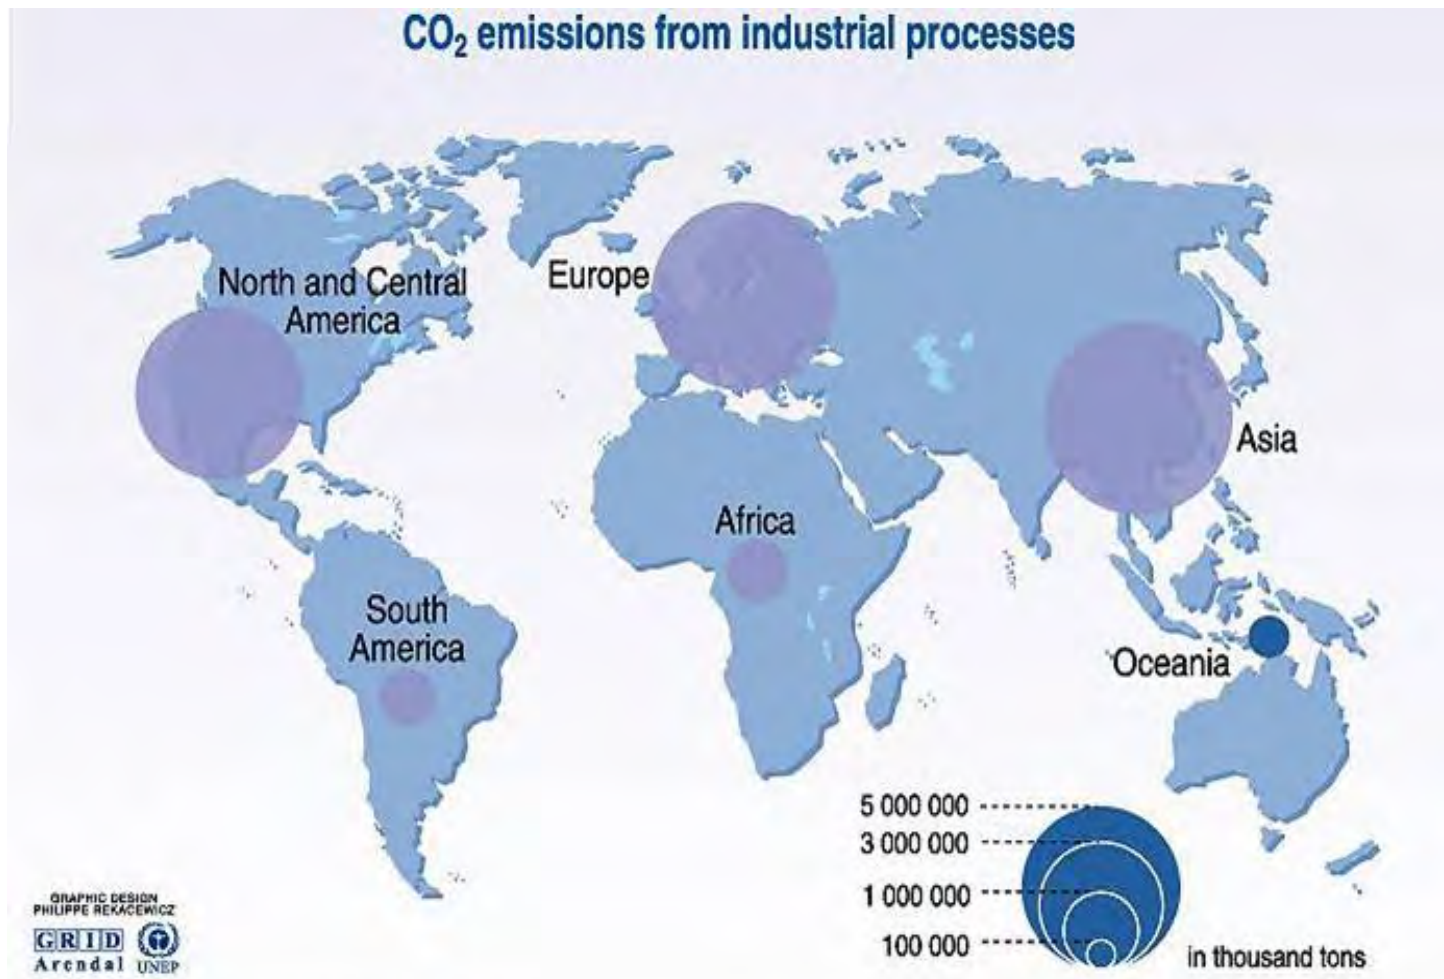 CO₂ emissions from industrial processes
North and Central
America
Europe
Asia
Africa
South
America
Oceania
5 000 000
3 000 000
1 000 000
100 000
in thousand tons
GRAPHIC DESIGN
PHILIPPE REKACEWICZ
GRID
Arendal
UNEP